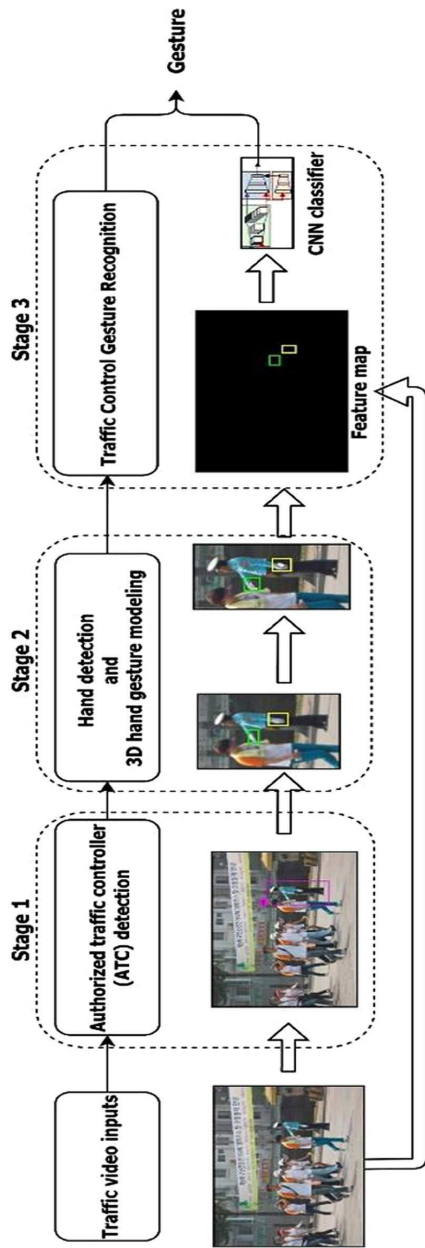 Stage 1
Stage 2
Stage 3
Traffic video inputs
Authorized traffic controller
(ATC) detection
Hand detection
and
3D hand gesture modeling
Traffic Control Gesture Recognition
Gesture
Feature map
CNN classifier